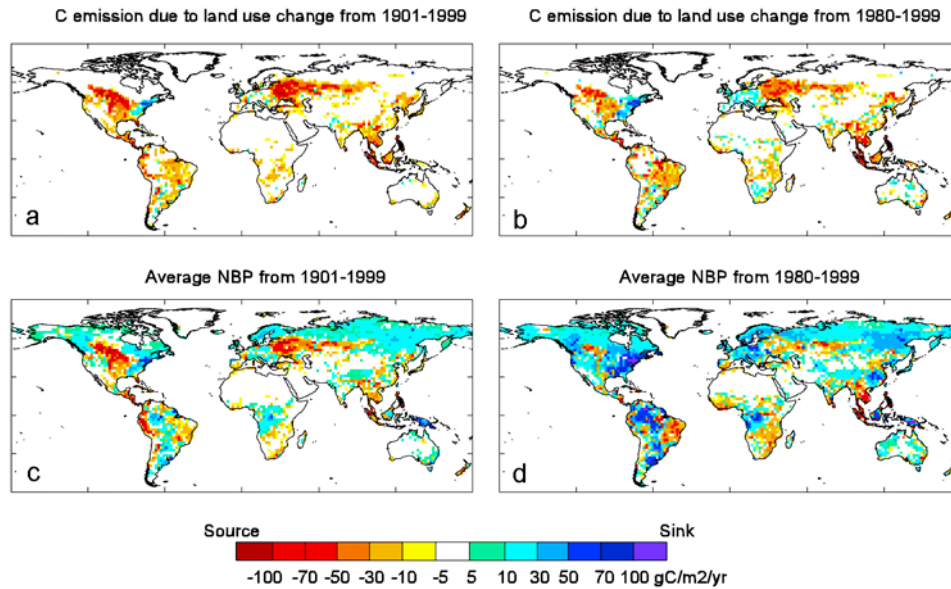 C emission due to land use change from 1901-1999
C emission due to land use change from 1980-1999
a
b
Average NBP from 1901-1999
Average NBP from 1980-1999
c
d
Source Sink
-100 -70 -50 -30 -10 -5 5 10 30 50 70 100 gC/m2/yr